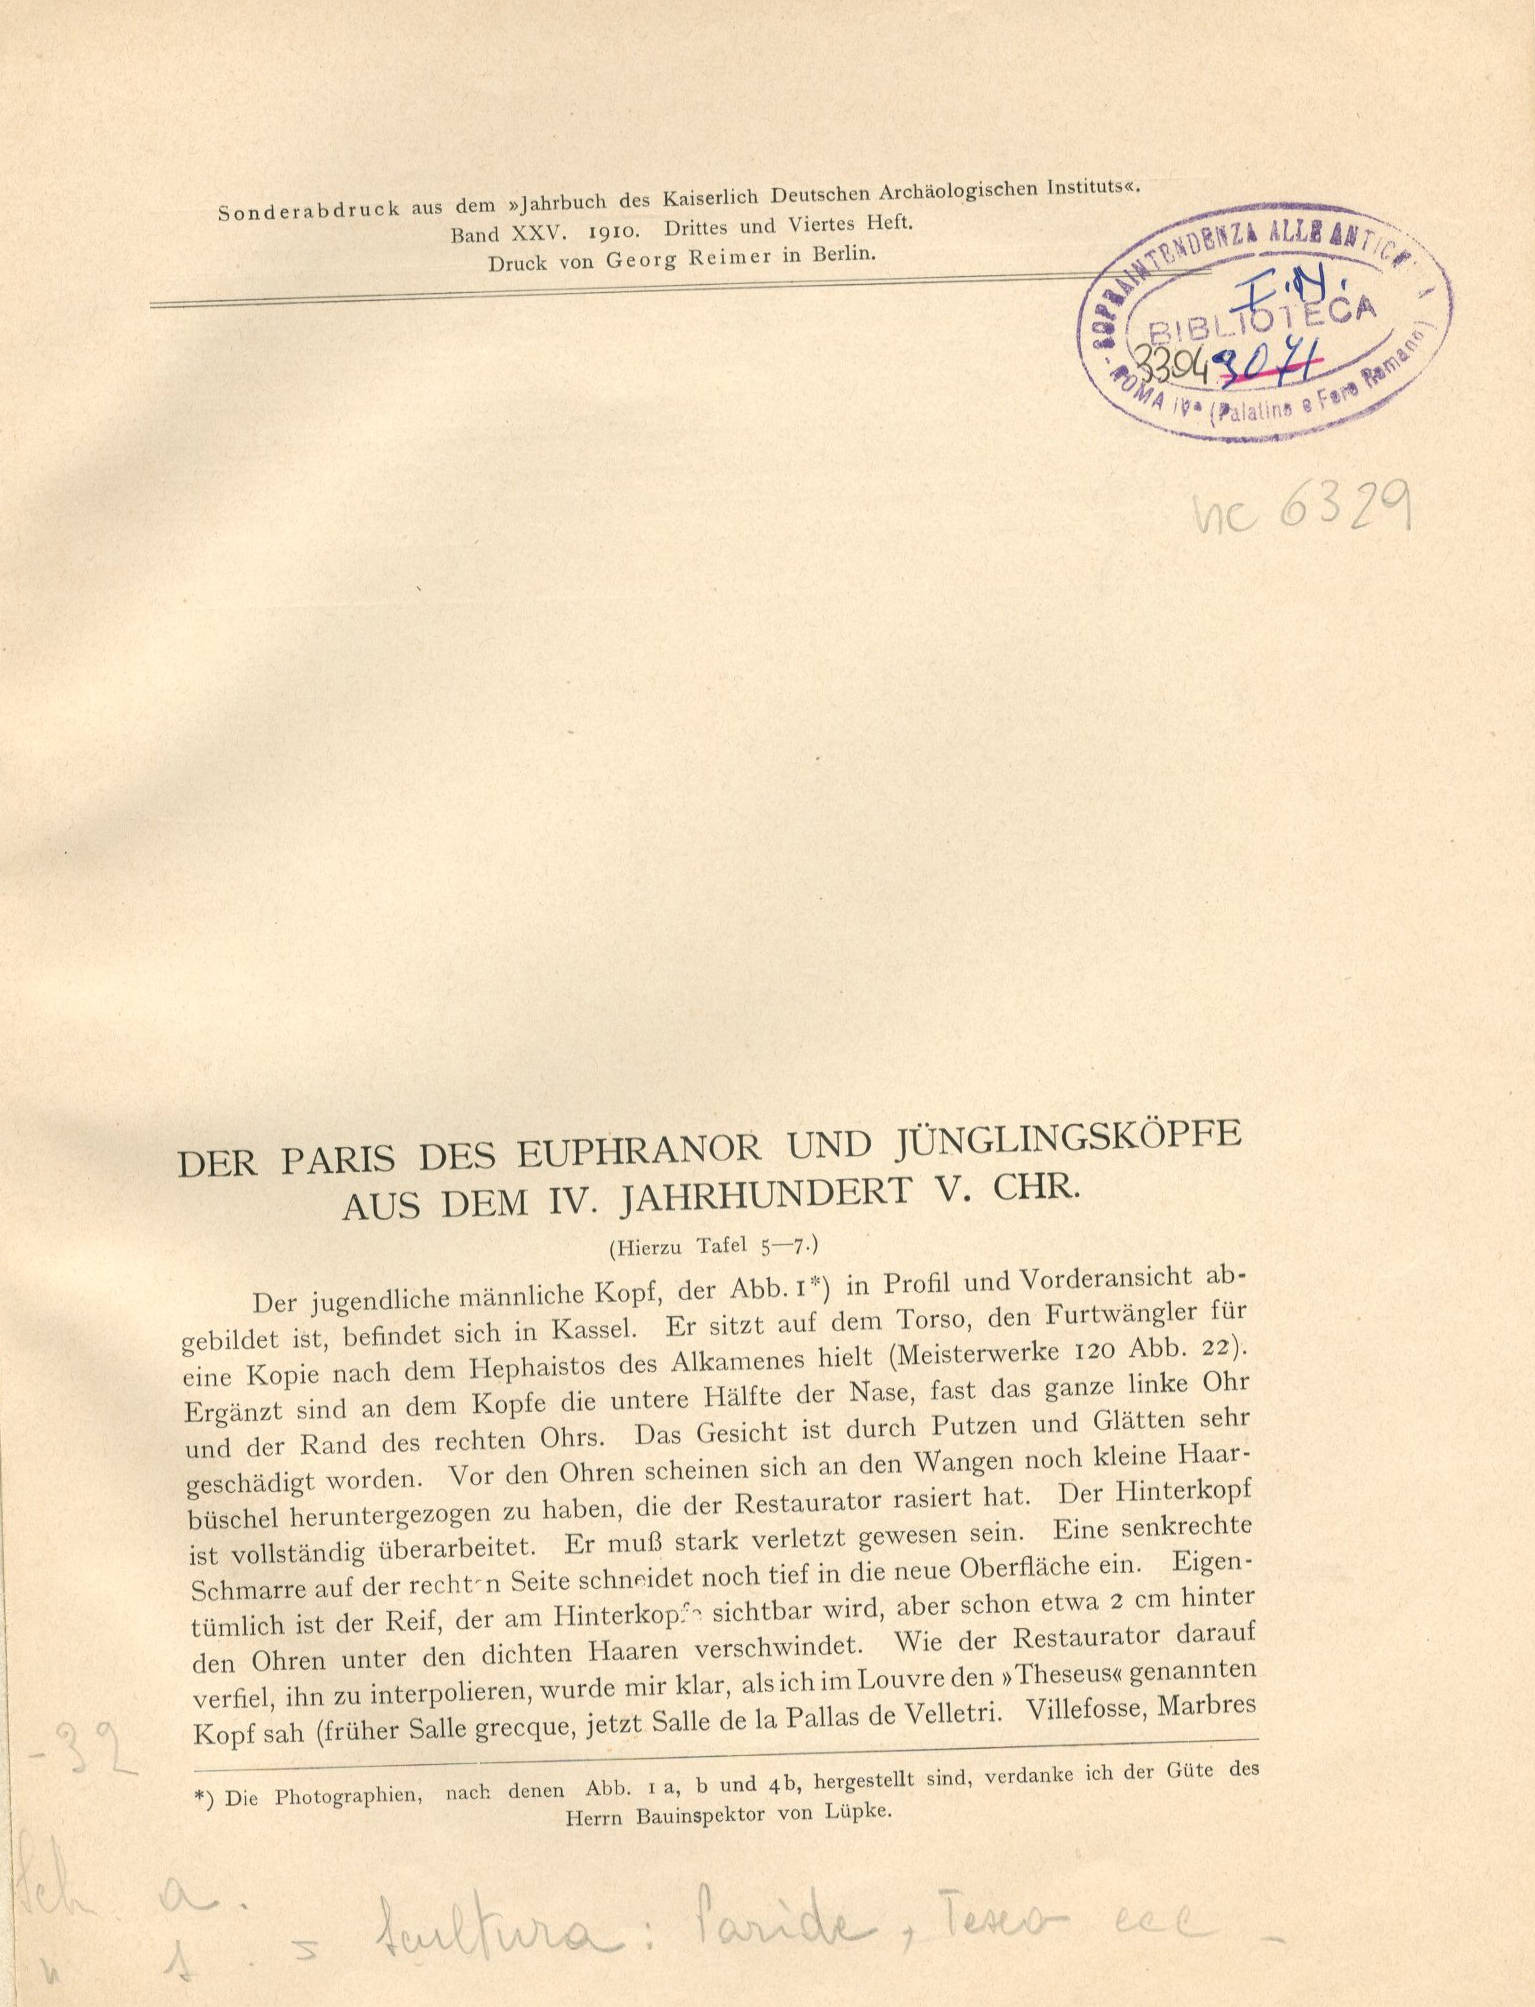 Sonderabdruck aus dem »Jahrbuch des Kaiserlich Deutschen Archäologischen Instituts«.
Band XXV. 1910. Drittes und Viertes Heft.
Druck von Georg Reimer in Berlin.
SOPRAINTENDENZA ALLE ANTICH
I.N.
BIBLIOTECA
3304 3071
ROMA IVª (Palatino e Foro Romano)
nc 6329
DER PARIS DES EUPHRANOR UND JÜNGLINGSKÖPFE
AUS DEM IV. JAHRHUNDERT V. CHR.
(Hierzu Tafel 5—7.)
Der jugendliche männliche Kopf, der Abb. 1*) in Profil und Vorderansicht ab-
gebildet ist, befindet sich in Kassel. Er sitzt auf dem Torso, den Furtwängler für
eine Kopie nach dem Hephaistos des Alkamenes hielt (Meisterwerke 120 Abb. 22).
Ergänzt sind an dem Kopfe die untere Hälfte der Nase, fast das ganze linke Ohr
und der Rand des rechten Ohrs. Das Gesicht ist durch Putzen und Glätten sehr
geschädigt worden. Vor den Ohren scheinen sich an den Wangen noch kleine Haar-
büschel heruntergezogen zu haben, die der Restaurator rasiert hat. Der Hinterkopf
ist vollständig überarbeitet. Er muß stark verletzt gewesen sein. Eine senkrechte
Schmarre auf der rechten Seite schneidet noch tief in die neue Oberfläche ein. Eigen-
tümlich ist der Reif, der am Hinterkopfe sichtbar wird, aber schon etwa 2 cm hinter
den Ohren unter den dichten Haaren verschwindet. Wie der Restaurator darauf
verfiel, ihn zu interpolieren, wurde mir klar, als ich im Louvre den »Theseus« genannten
Kopf sah (früher Salle grecque, jetzt Salle de la Pallas de Velletri. Villefosse, Marbres
*) Die Photographien, nach denen Abb. 1 a, b und 4b, hergestellt sind, verdanke ich der Güte des
Herrn Bauinspektor von Lüpke.
-32
Sch. a.
" s. = Scultura: Paride, Teseo ecc -